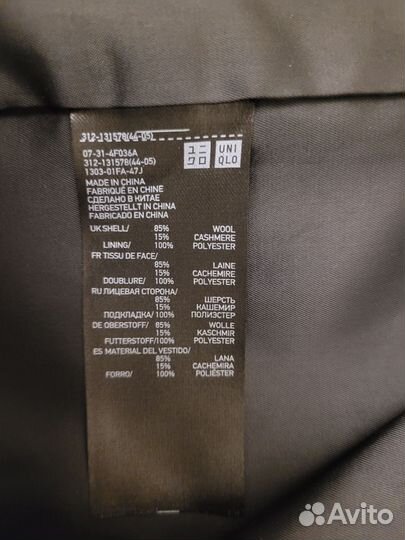 312-131578(44-05)
07-31-4F036A
312-131578(44-05)
1303-01FA-47J
ユニ
クロ
UNI
QLO
MADE IN CHINA
FABRIQUÉ EN CHINE
СДЕЛАНО В КИТАЕ
HERGESTELLT IN CHINA
FABRICADO EN CHINA
UK SHELL/ 85% WOOL
15% CASHMERE
LINING/ 100% POLYESTER
FR TISSU DE FACE/
85% LAINE
15% CACHEMIRE
DOUBLURE/ 100% POLYESTER
RU ЛИЦЕВАЯ СТОРОНА/
85% ШЕРСТЬ
15% КАШЕМИР
ПОДКЛАДКА/100% ПОЛИЭСТЕР
DE OBERSTOFF/ 85% WOLLE
15% KASCHMIR
FUTTERSTOFF/100% POLYESTER
ES MATERIAL DEL VESTIDO/
85% LANA
15% CACHEMIRA
FORRO/ 100% POLIÉSTER
Avito